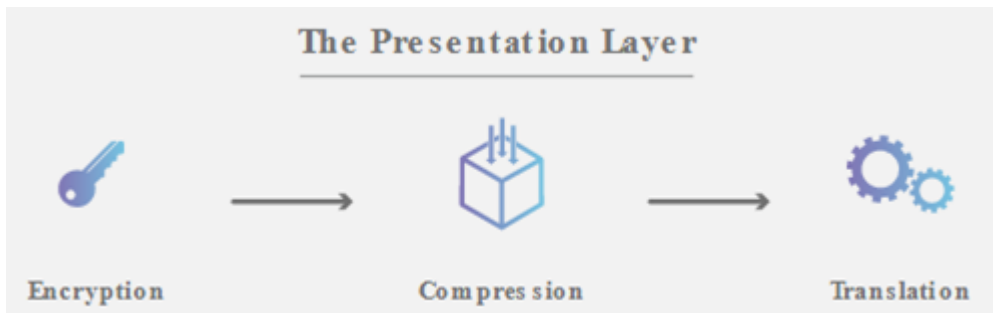 The Presentation Layer
Encryption
Compression
Translation